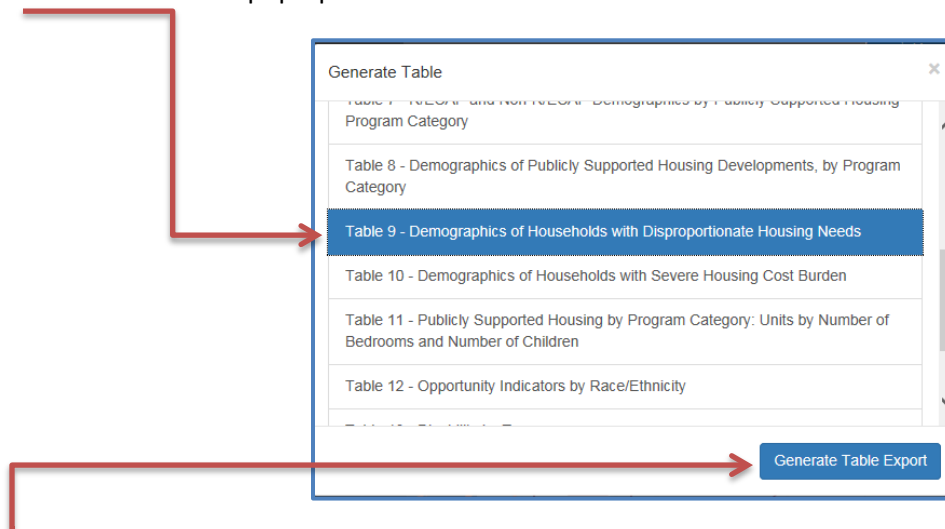 Generate Table ×
Program Category
Table 8 - Demographics of Publicly Supported Housing Developments, by Program
Category
Table 9 - Demographics of Households with Disproportionate Housing Needs
Table 10 - Demographics of Households with Severe Housing Cost Burden
Table 11 - Publicly Supported Housing by Program Category: Units by Number of
Bedrooms and Number of Children
Table 12 - Opportunity Indicators by Race/Ethnicity
Generate Table Export